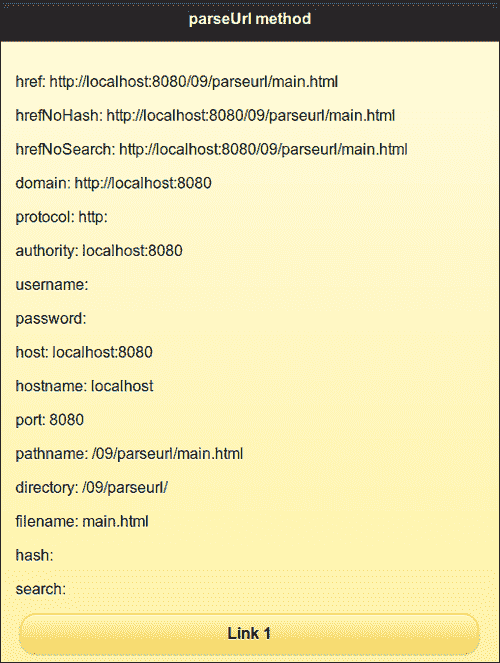 parseUrl method
href: http://localhost:8080/09/parseurl/main.html
hrefNoHash: http://localhost:8080/09/parseurl/main.html
hrefNoSearch: http://localhost:8080/09/parseurl/main.html
domain: http://localhost:8080
protocol: http:
authority: localhost:8080
username:
password:
host: localhost:8080
hostname: localhost
port: 8080
pathname: /09/parseurl/main.html
directory: /09/parseurl/
filename: main.html
hash:
search:
Link 1